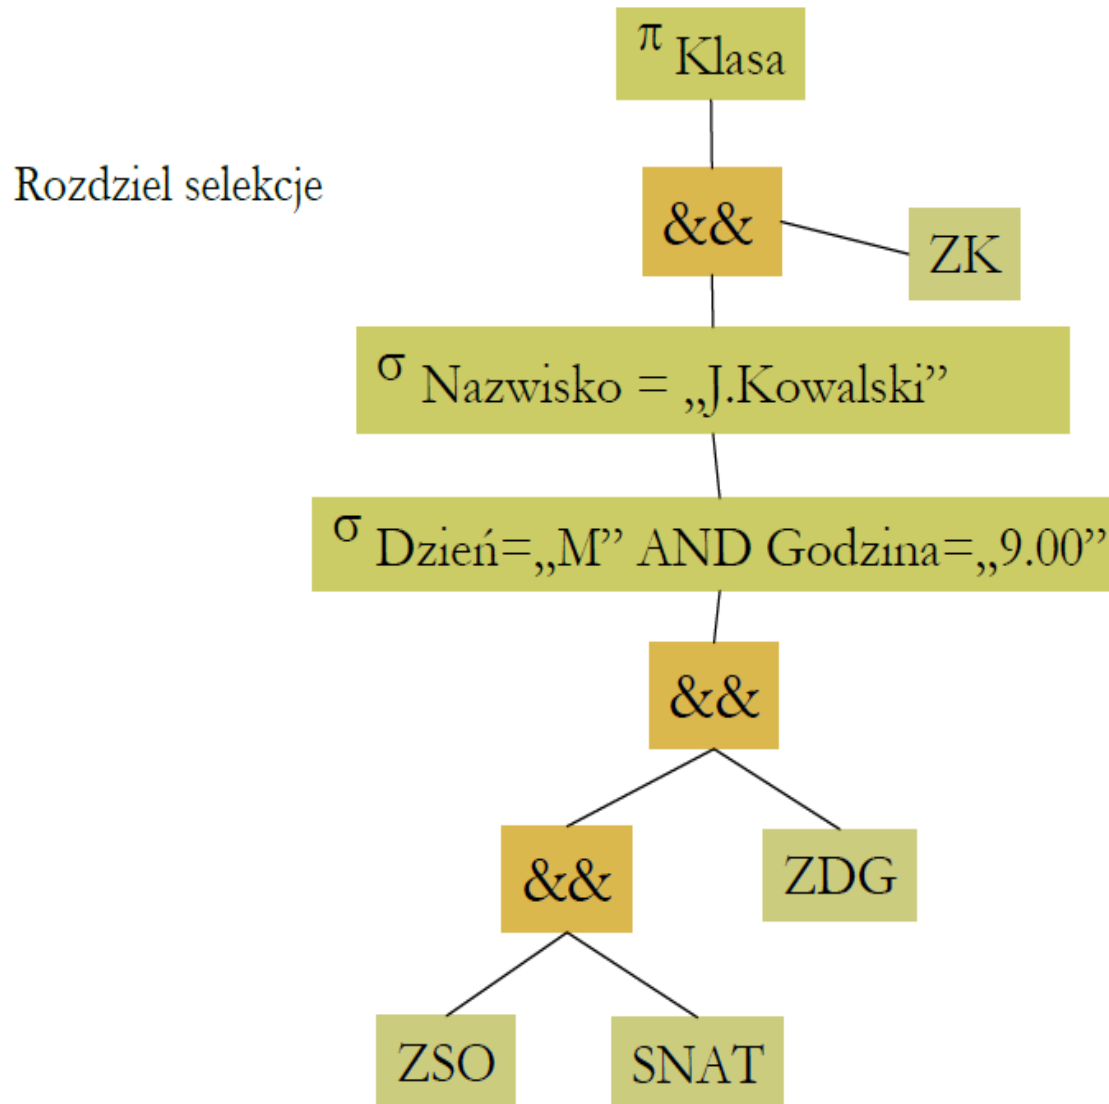 π Klasa
Rozdziel selekcje
&&
ZK
σ Nazwisko = „J.Kowalski”
σ Dzień=„M” AND Godzina=„9.00”
&&
&&
ZDG
ZSO
SNAT